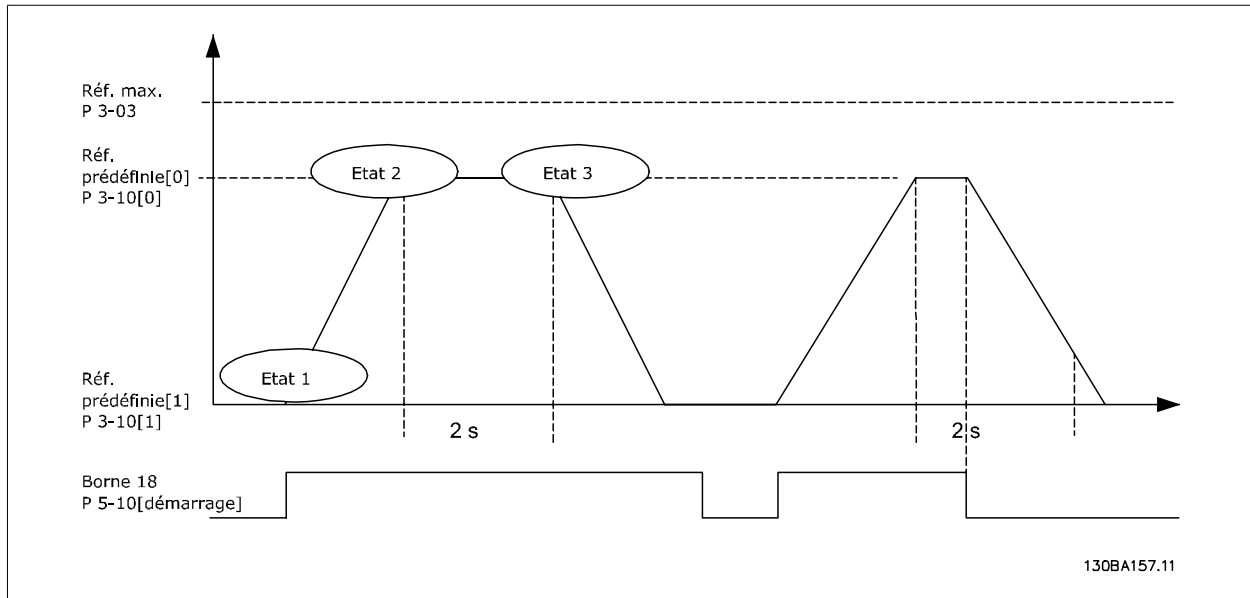 Réf. max.
P 3-03
Réf.
prédéfinie[0]
P 3-10[0]
Etat 2
Etat 3
Etat 1
Réf.
prédéfinie[1]
P 3-10[1]
2 s
2 s
Borne 18
P 5-10[démarrage]
130BA157.11